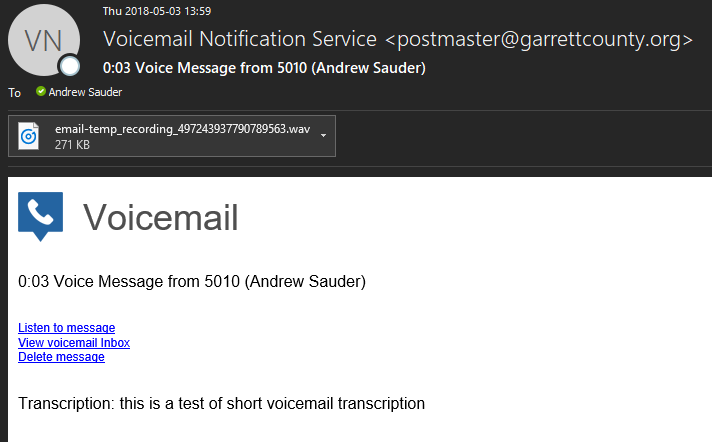 Thu 2018-05-03 13:59
VN
Voicemail Notification Service <postmaster@garrettcounty.org>
0:03 Voice Message from 5010 (Andrew Sauder)
To Andrew Sauder
email-temp_recording_497243937790789563.wav
271 KB
Voicemail
0:03 Voice Message from 5010 (Andrew Sauder)
Listen to message
View voicemail Inbox
Delete message
Transcription: this is a test of short voicemail transcription